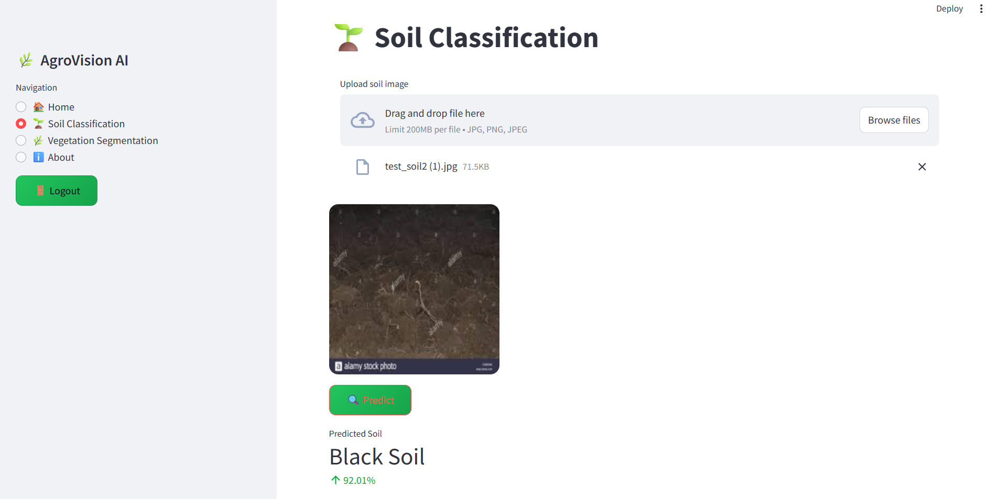 Deploy
AgroVision AI
Navigation
Home
Soil Classification
Vegetation Segmentation
About
Logout
Soil Classification
Upload soil image
Drag and drop file here
Limit 200MB per file • JPG, PNG, JPEG
Browse files
test_soil2 (1).jpg 71.5KB
a a a a a
a a a a
alamy a alamy a
alamy
alamy
a alamy stock photo
Predict
Predicted Soil
Black Soil
92.01%